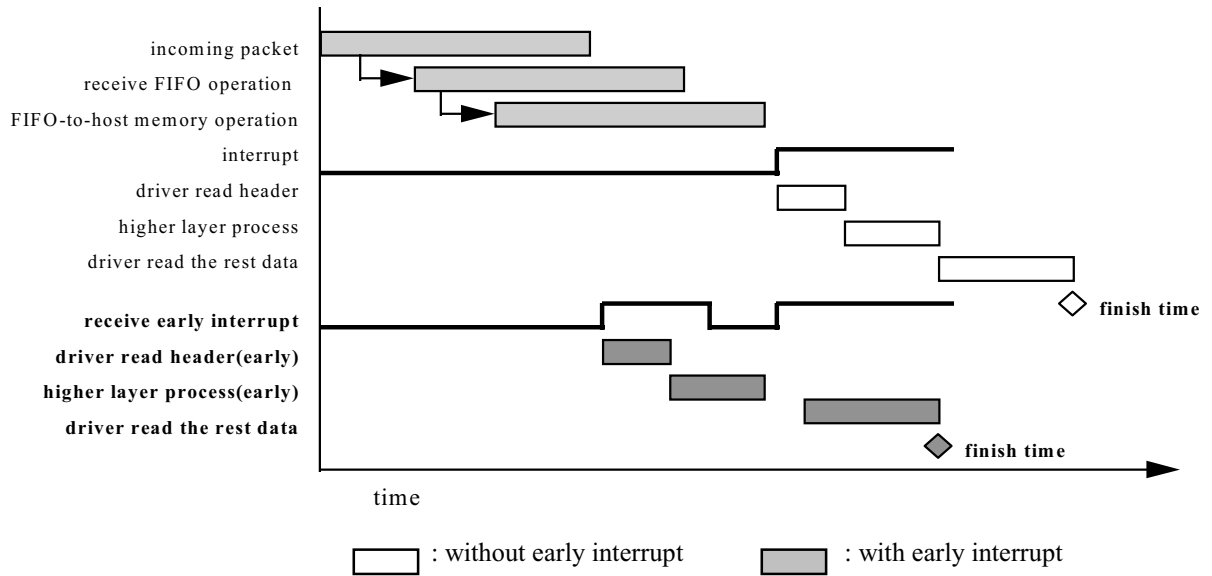 incoming packet
receive FIFO operation
FIFO-to-host memory operation
interrupt
driver read header
higher layer process
driver read the rest data
finish time
receive early interrupt
driver read header(early)
higher layer process(early)
driver read the rest data
finish time
time
: without early interrupt
: with early interrupt